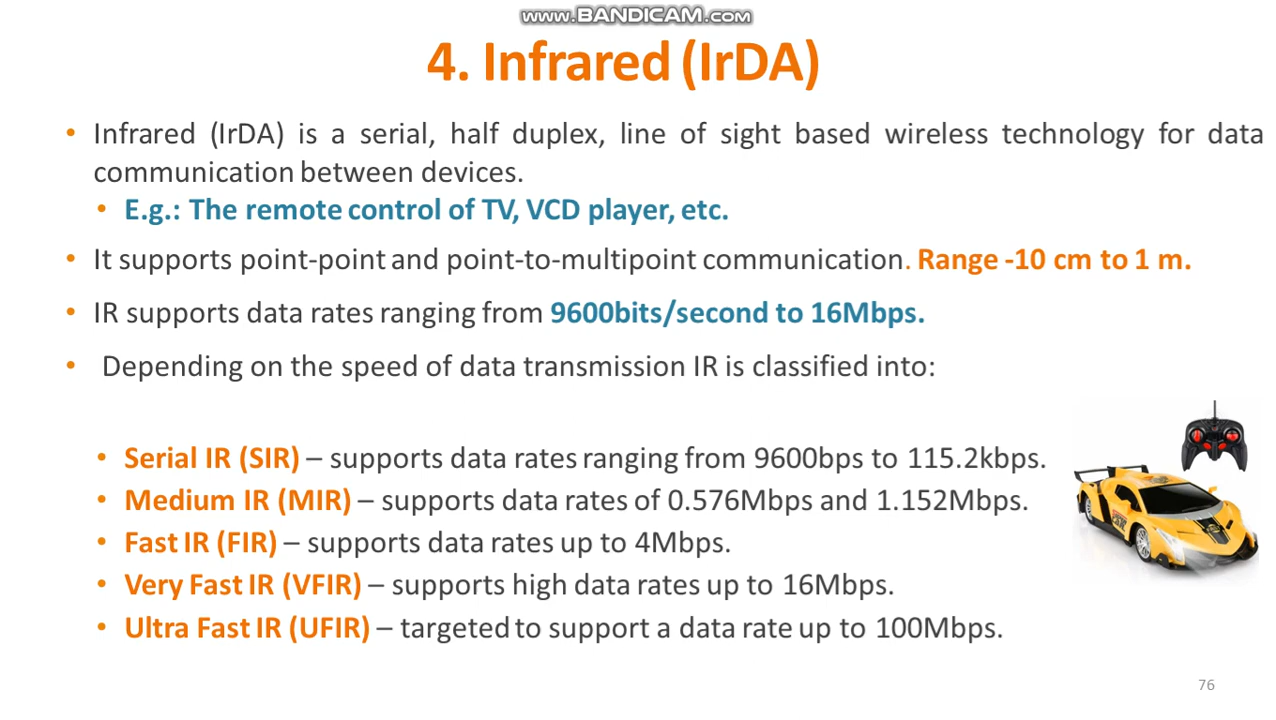 www.BANDICAM.com
4. Infrared (IrDA)
• Infrared (IrDA) is a serial, half duplex, line of sight based wireless technology for data
communication between devices.
• E.g.: The remote control of TV, VCD player, etc.
• It supports point-point and point-to-multipoint communication. Range -10 cm to 1 m.
• IR supports data rates ranging from 9600bits/second to 16Mbps.
• Depending on the speed of data transmission IR is classified into:
• Serial IR (SIR) – supports data rates ranging from 9600bps to 115.2kbps.
• Medium IR (MIR) – supports data rates of 0.576Mbps and 1.152Mbps.
• Fast IR (FIR) – supports data rates up to 4Mbps.
• Very Fast IR (VFIR) – supports high data rates up to 16Mbps.
• Ultra Fast IR (UFIR) – targeted to support a data rate up to 100Mbps.
76